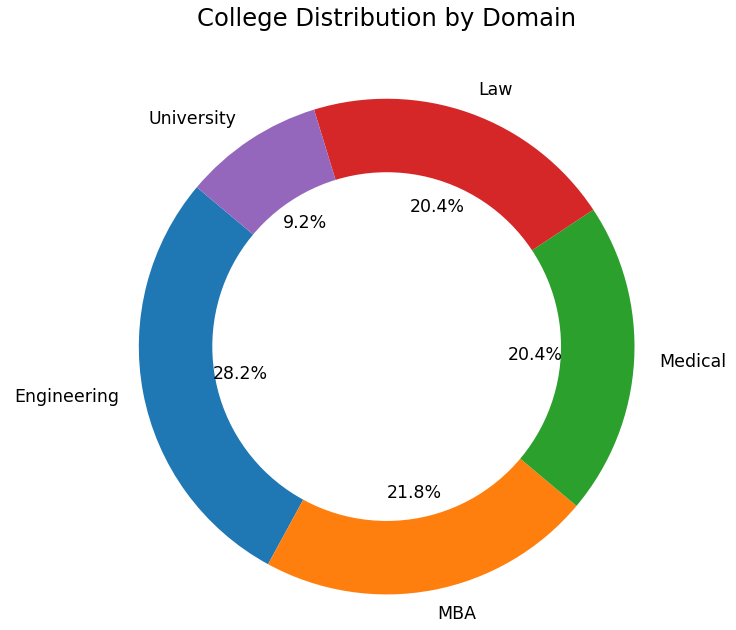 College Distribution by Domain
Law
University
20.4%
9.2%
20.4%
Medical
28.2%
Engineering
21.8%
MBA